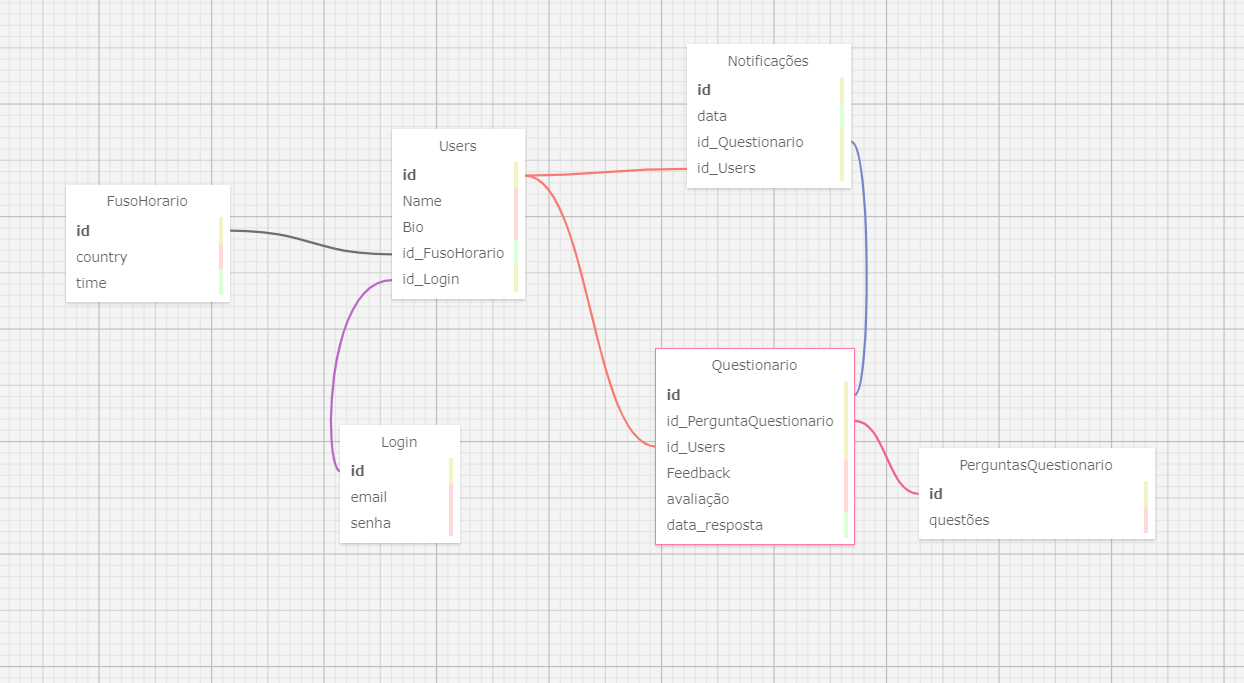 FusoHorario
id
country
time
Users
id
Name
Bio
id_FusoHorario
id_Login
Login
id
email
senha
Notificações
id
data
id_Questionario
id_Users
Questionario
id
id_PerguntaQuestionario
id_Users
Feedback
avaliação
data_resposta
PerguntasQuestionario
id
questões